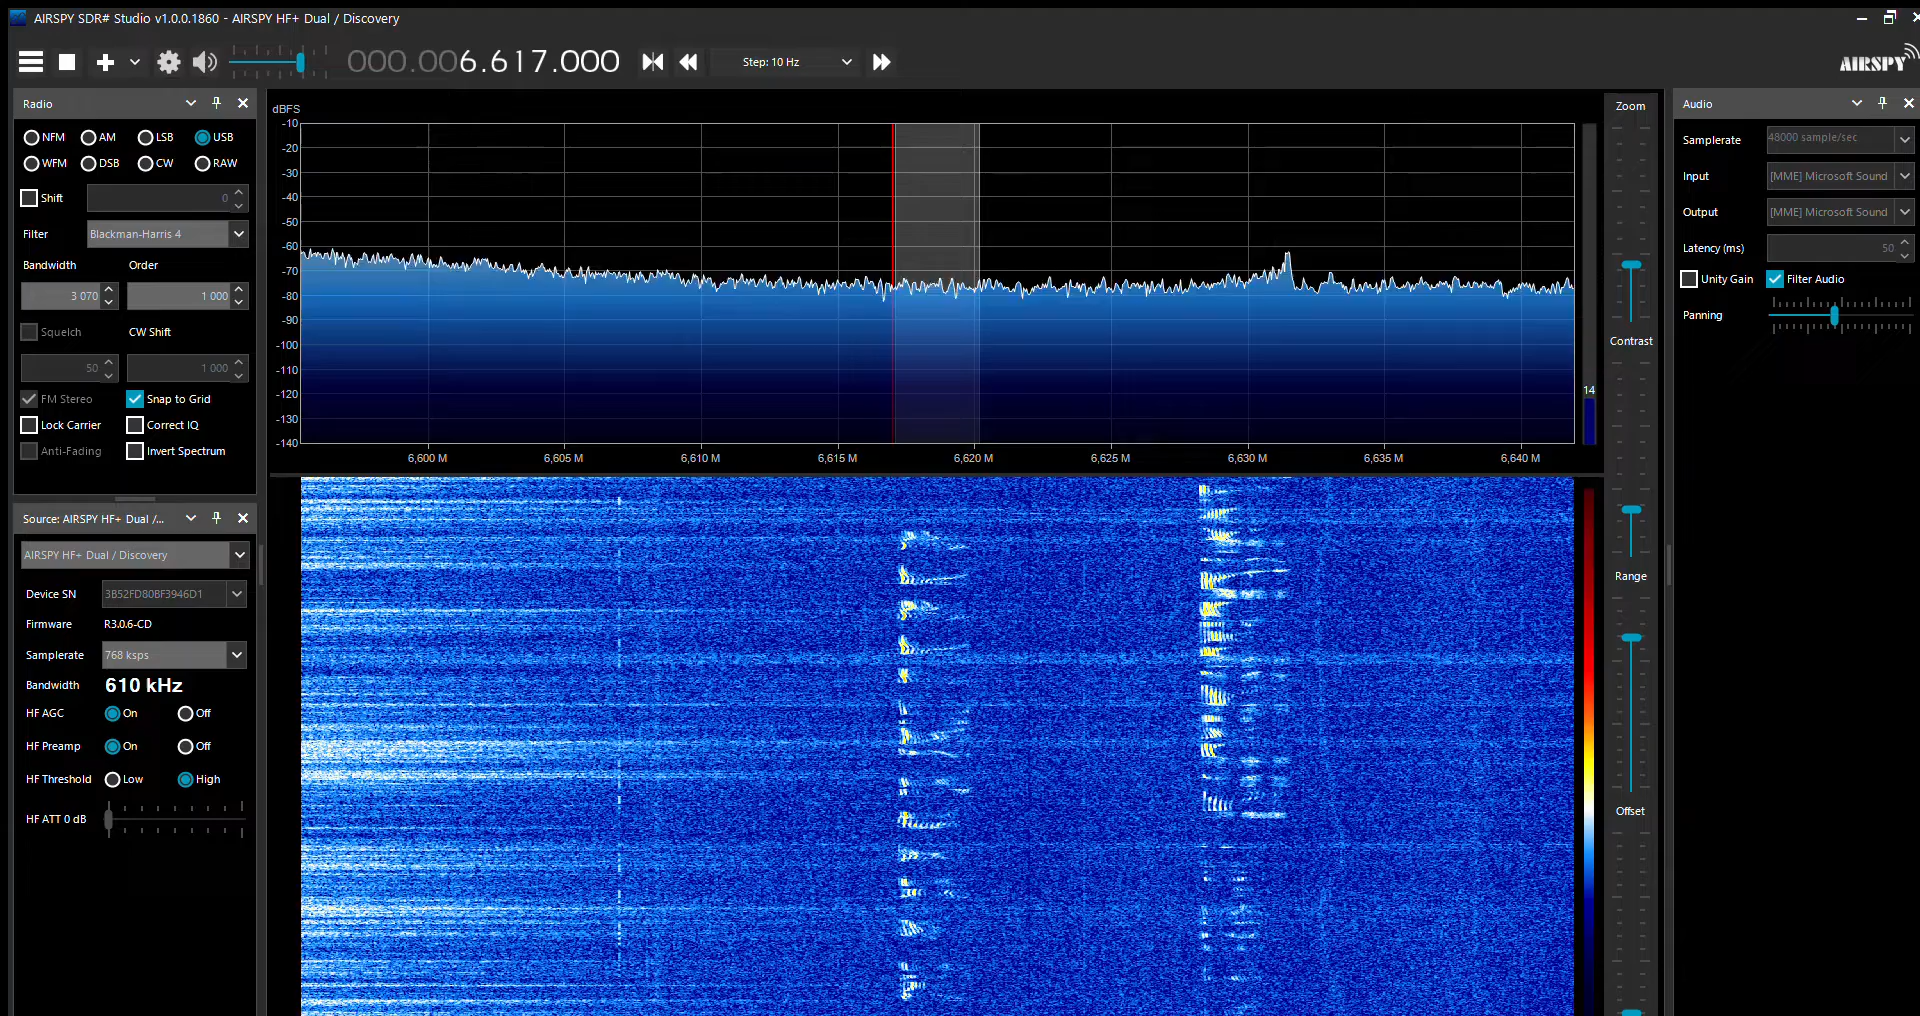 AIRSPY SDR# Studio v1.0.0.1860 - AIRSPY HF+ Dual / Discovery
000.006.617.000
Step: 10 Hz
AIRSPY
Radio
NFM AM LSB USB
WFM DSB CW RAW
Shift 0
Filter Blackman-Harris 4
Bandwidth Order
3 070 1 000
Squelch CW Shift
50 1 000
FM Stereo Snap to Grid
Lock Carrier Correct IQ
Anti-Fading Invert Spectrum
Source: AIRSPY HF+ Dual /...
AIRSPY HF+ Dual / Discovery
Device SN 3B52FD80BF3946D1
Firmware R3.0.6-CD
Samplerate 768 ksps
Bandwidth 610 kHz
HF AGC On Off
HF Preamp On Off
HF Threshold Low High
HF ATT 0 dB
dBFS
-10
-20
-30
-40
-50
-60
-70
-80
-90
-100
-110
-120
-130
-140
6,600 M 6,605 M 6,610 M 6,615 M 6,620 M 6,625 M 6,630 M 6,635 M 6,640 M
14
Zoom
Contrast
Range
Offset
Audio
Samplerate 48000 sample/sec
Input [MME] Microsoft Sound
Output [MME] Microsoft Sound
Latency (ms) 50
Unity Gain Filter Audio
Panning